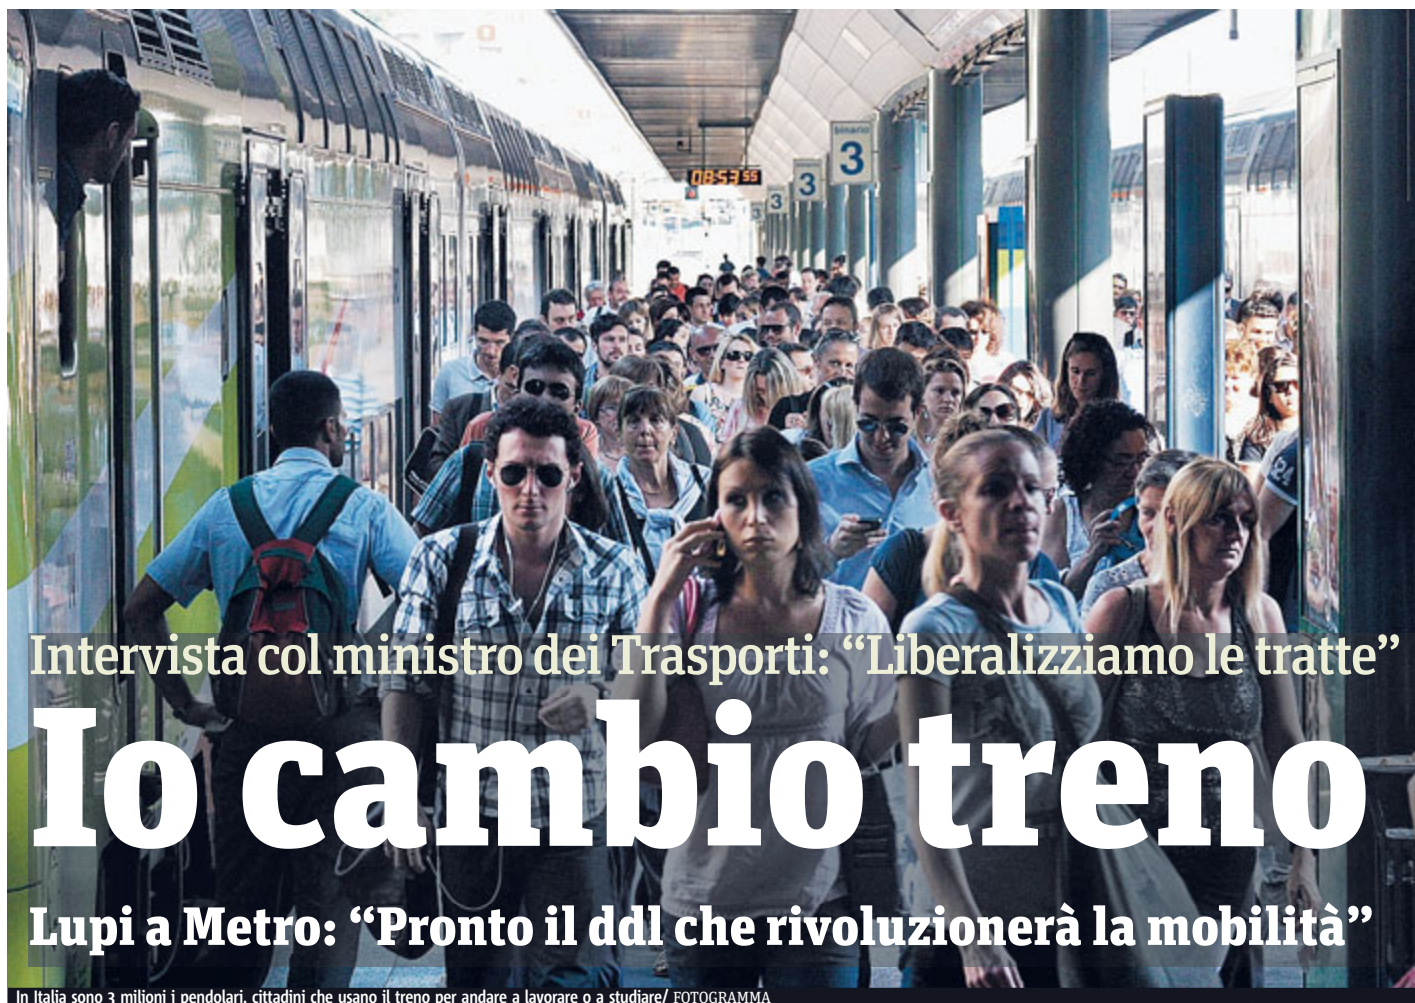 binario
3
3
3
3
08:53 55
Intervista col ministro dei Trasporti: “Liberalizziamo le tratte”
Io cambio treno
Lupi a Metro: “Pronto il ddl che rivoluzionerà la mobilità”
In Italia sono 3 milioni i pendolari, cittadini che usano il treno per andare a lavorare o a studiare/ FOTOGRAMMA